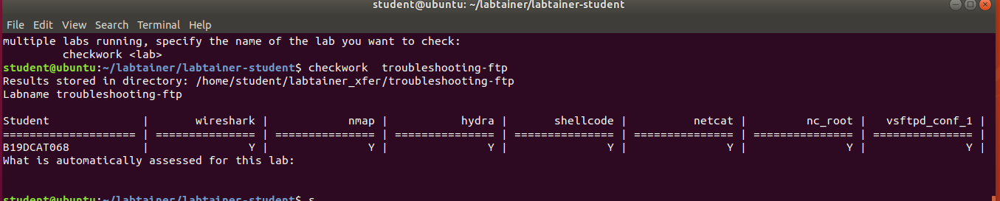 student@ubuntu: ~/labtainer/labtainer-student
File Edit View Search Terminal Help
multiple labs running, specify the name of the lab you want to check:
checkwork <lab>
student@ubuntu:~/labtainer/labtainer-student$ checkwork  troubleshooting-ftp
Results stored in directory: /home/student/labtainer_xfer/troubleshooting-ftp
Labname troubleshooting-ftp
Student | wireshark | nmap | hydra | shellcode | netcat | nc_root | vsftpd_conf_1 |
==================== | =============== | =============== | =============== | =============== | =============== | =============== | =============== |
B19DCAT068 | Y | Y | Y | Y | Y | Y | Y |
What is automatically assessed for this lab:
student@ubuntu:~/labtainer/labtainer-student$ s